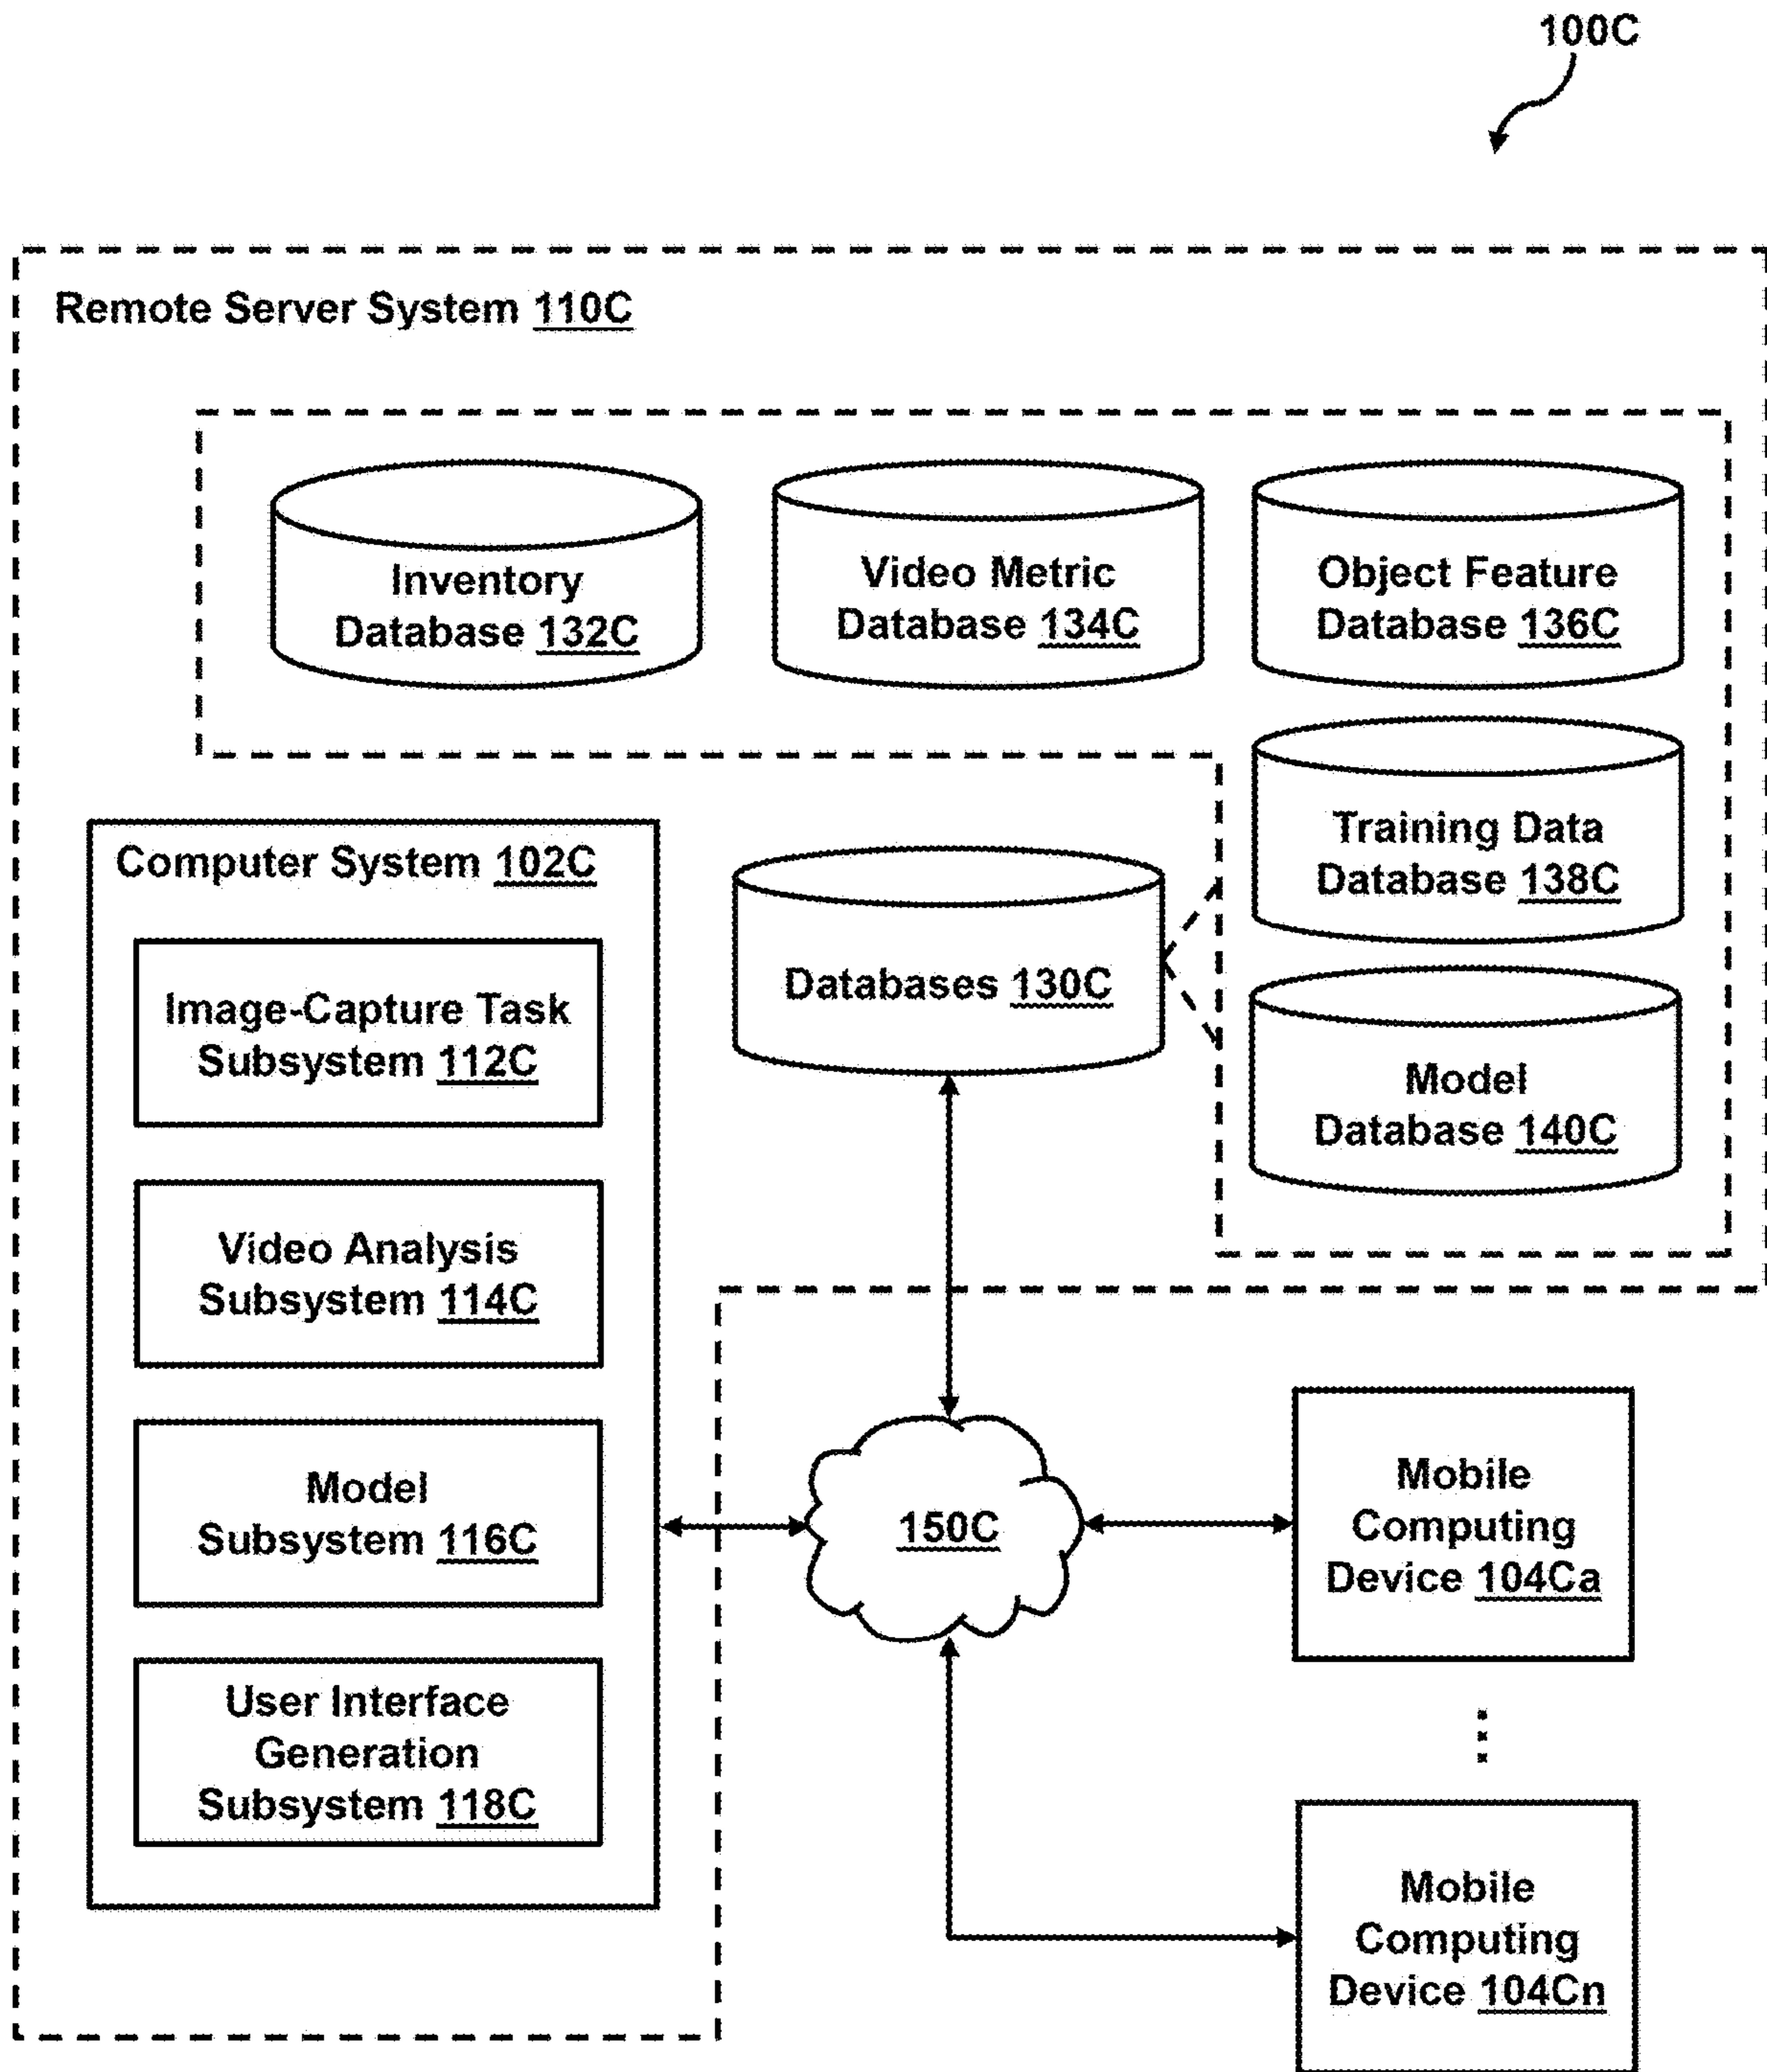 100C
Remote Server System 110C
Inventory
Database 132C
Video Metric
Database 134C
Object Feature
Database 136C
Training Data
Database 138C
Model
Database 140C
Databases 130C
Computer System 102C
Image-Capture Task
Subsystem 112C
Video Analysis
Subsystem 114C
Model
Subsystem 116C
User Interface
Generation
Subsystem 118C
150C
Mobile
Computing
Device 104Ca
Mobile
Computing
Device 104Cn